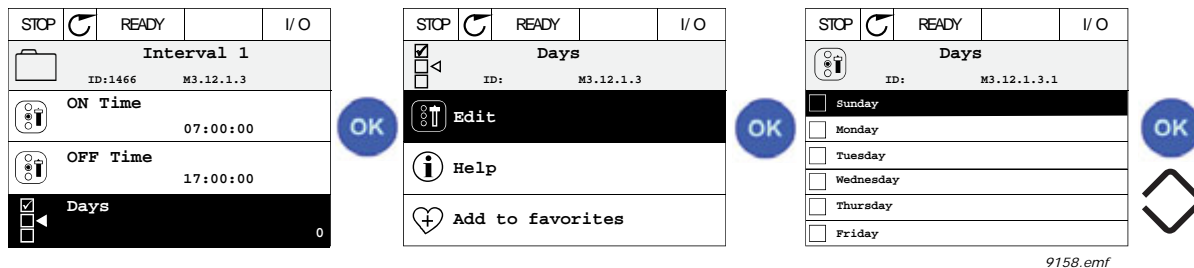 STOP READY I/O
Interval 1
ID:1466 M3.12.1.3
ON Time
07:00:00
OFF Time
17:00:00
Days
0
OK
STOP READY I/O
Days
ID: M3.12.1.3
Edit
Help
Add to favorites
OK
STOP READY I/O
Days
ID: M3.12.1.3.1
Sunday
Monday
Tuesday
Wednesday
Thursday
Friday
OK
9158.emf